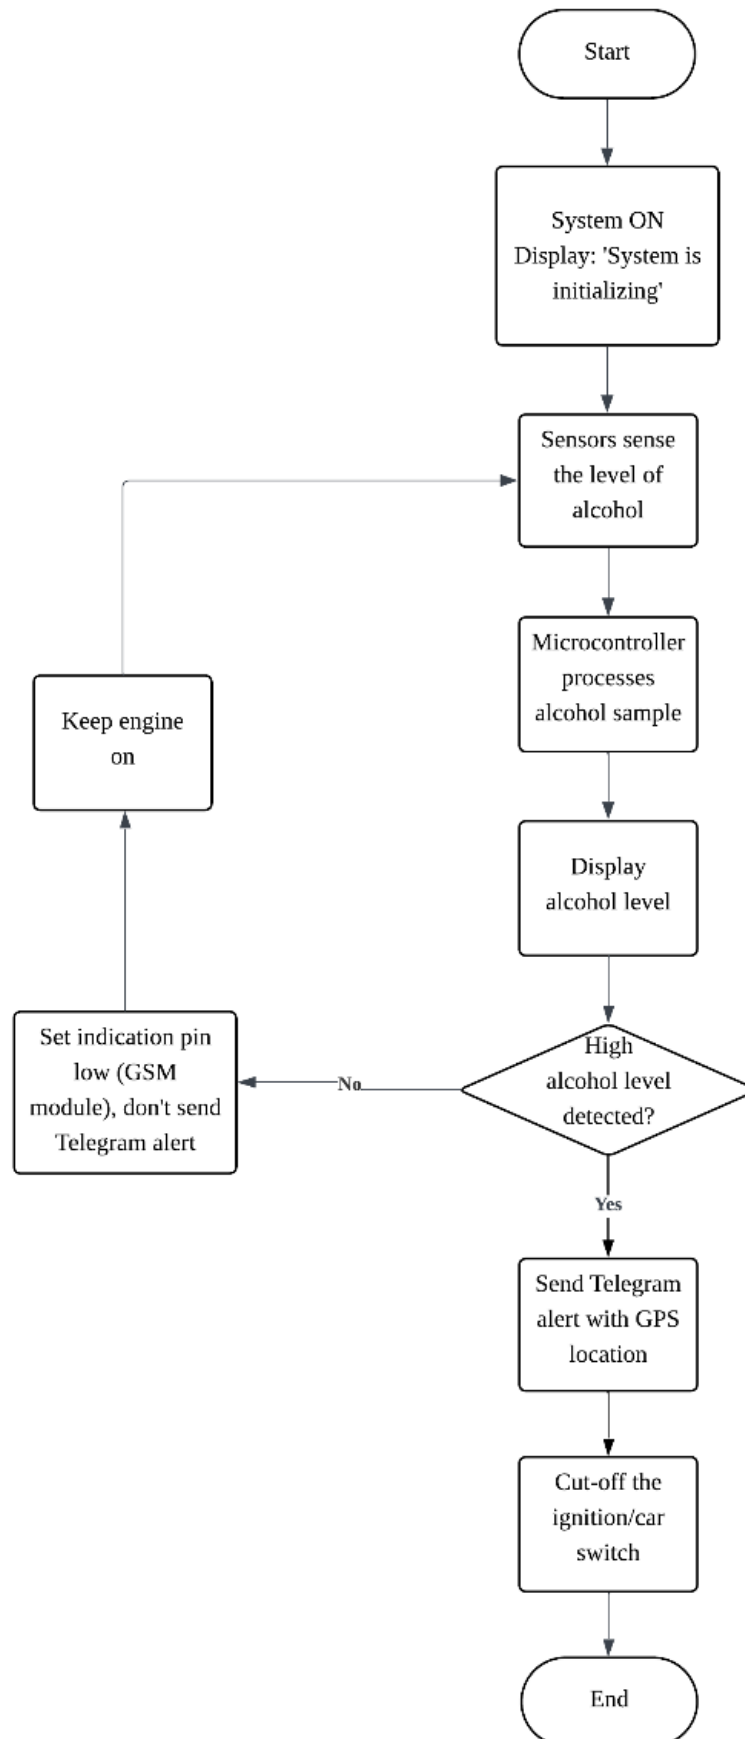 Start
System ON
Display: 'System is
initializing'
Sensors sense
the level of
alcohol
Microcontroller
processes
alcohol sample
Keep engine
on
Display
alcohol level
High
alcohol level
detected?
No
Set indication pin
low (GSM
module), don't send
Telegram alert
Yes
Send Telegram
alert with GPS
location
Cut-off the
ignition/car
switch
End